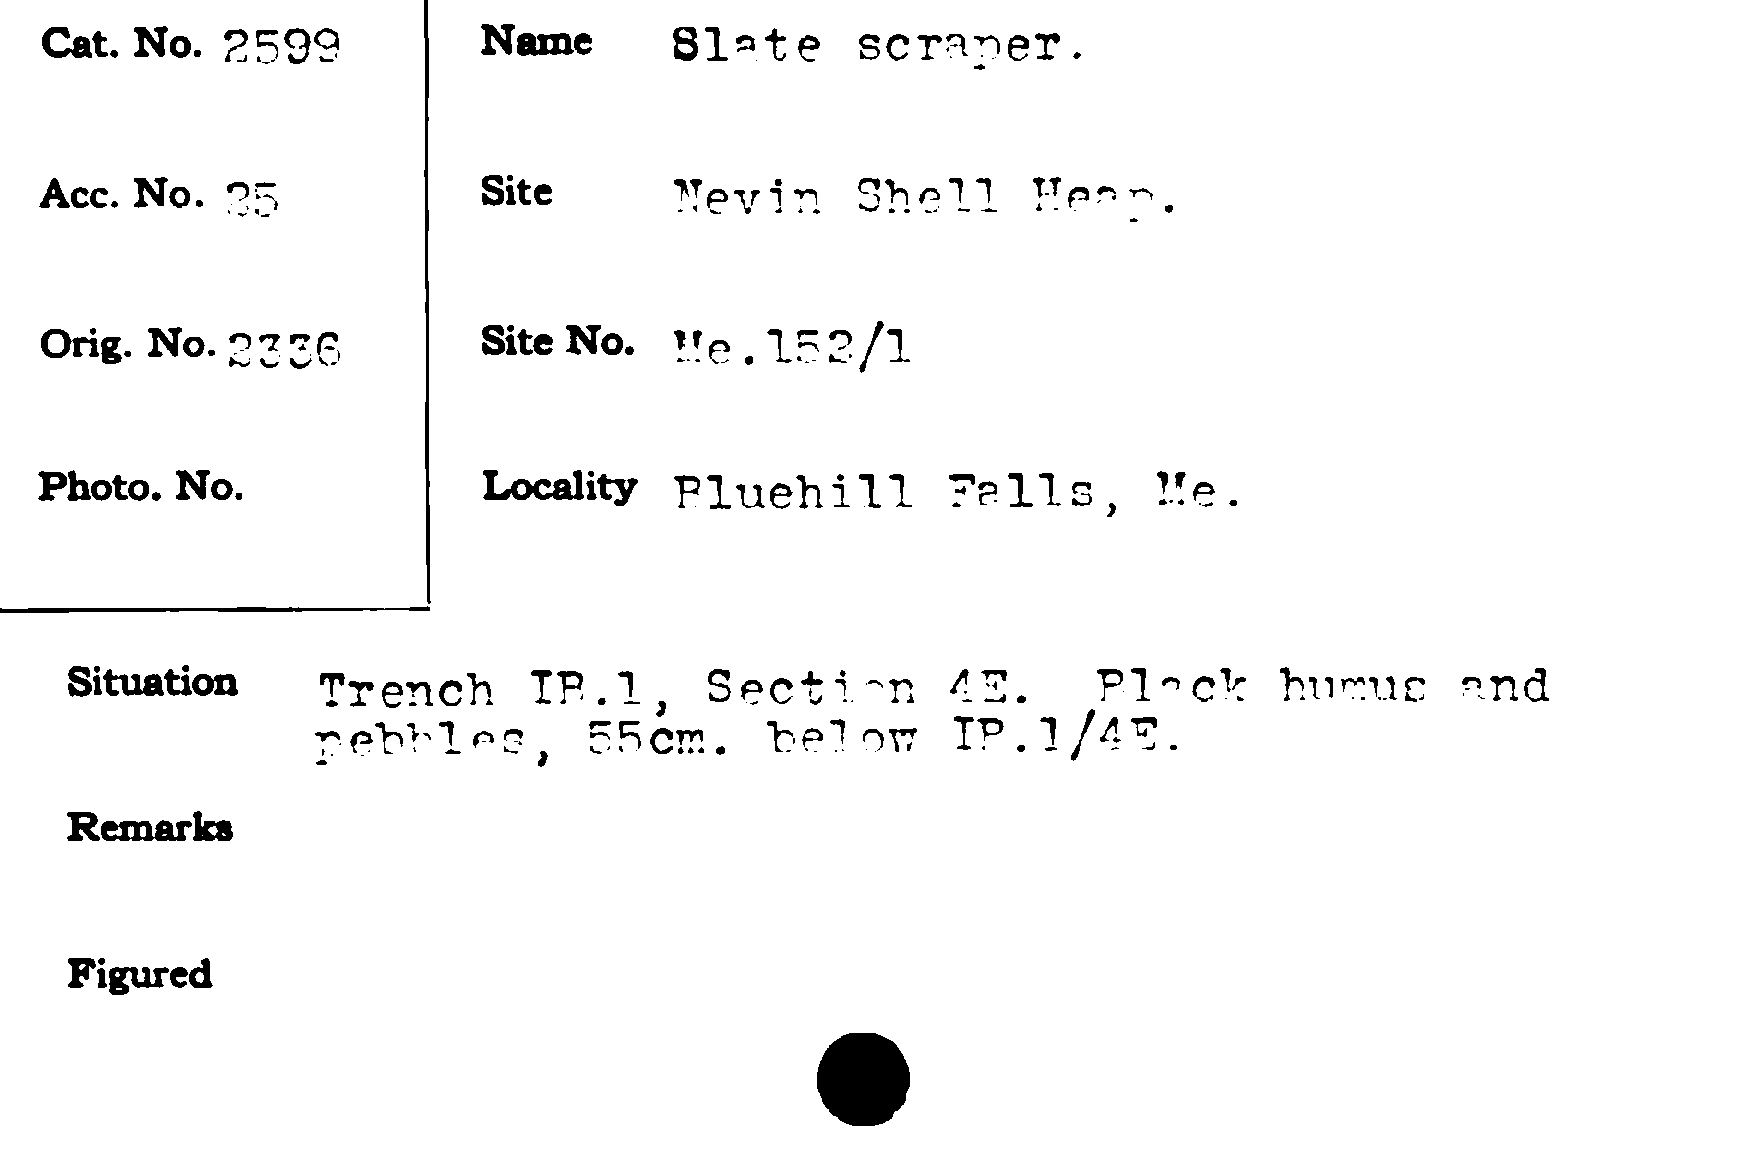 Cat. No. 2599
Name Slate scraper.
Acc. No. 25
Site Nevin Shell Heap.
Orig. No. 2336
Site No. Me.152/1
Photo. No.
Locality Bluehill Falls, Me.
Situation Trench IB.1, Section 4E. Black humus and
pebbles, 55cm. below IP.1/4E.
Remarks
Figured